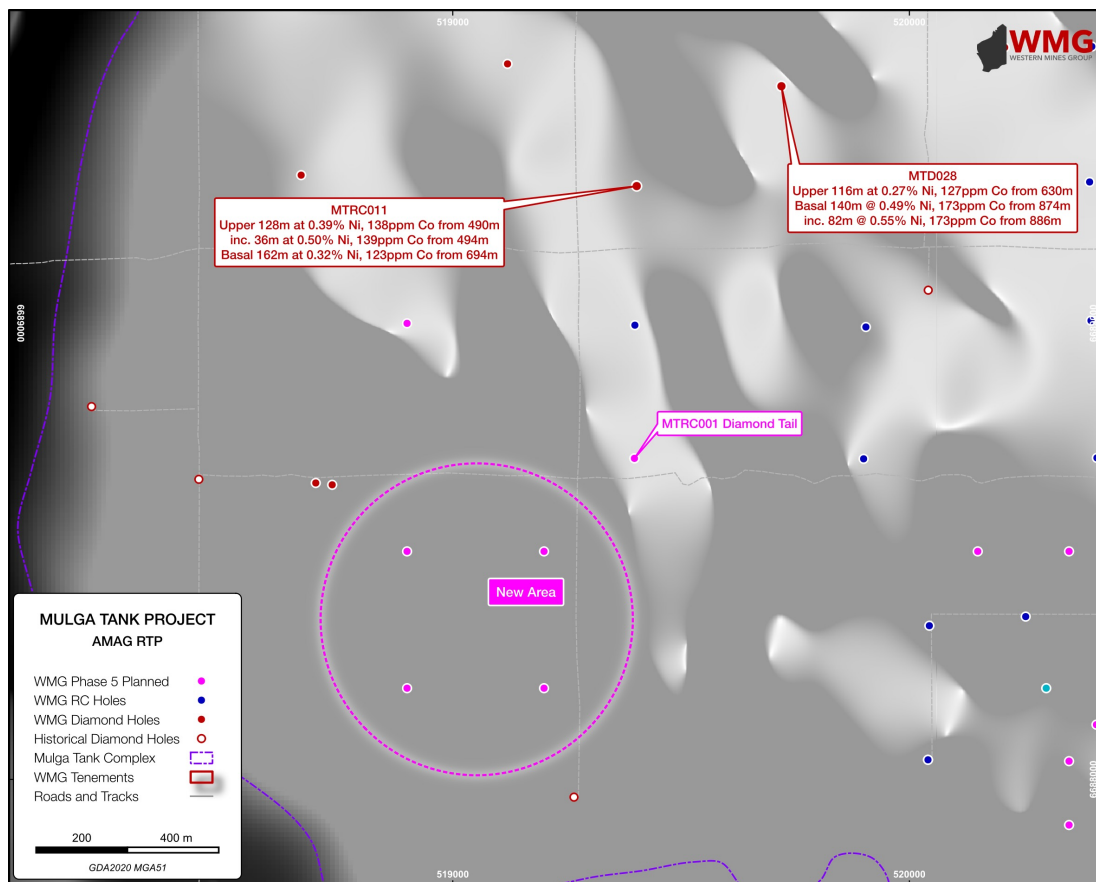 519000
520000
WMG
WESTERN MINES GROUP
MTD028
Upper 116m at 0.27% Ni, 127ppm Co from 630m
Basal 140m @ 0.49% Ni, 173ppm Co from 874m
inc. 82m @ 0.55% Ni, 173ppm Co from 886m
MTRC011
Upper 128m at 0.39% Ni, 138ppm Co from 490m
inc. 36m at 0.50% Ni, 139ppm Co from 494m
Basal 162m at 0.32% Ni, 123ppm Co from 694m
6689000
MTRC001 Diamond Tail
New Area
MULGA TANK PROJECT
AMAG RTP
WMG Phase 5 Planned
WMG RC Holes
WMG Diamond Holes
Historical Diamond Holes
Mulga Tank Complex
WMG Tenements
Roads and Tracks
200 400 m
GDA2020 MGA51
6688000
519000
520000